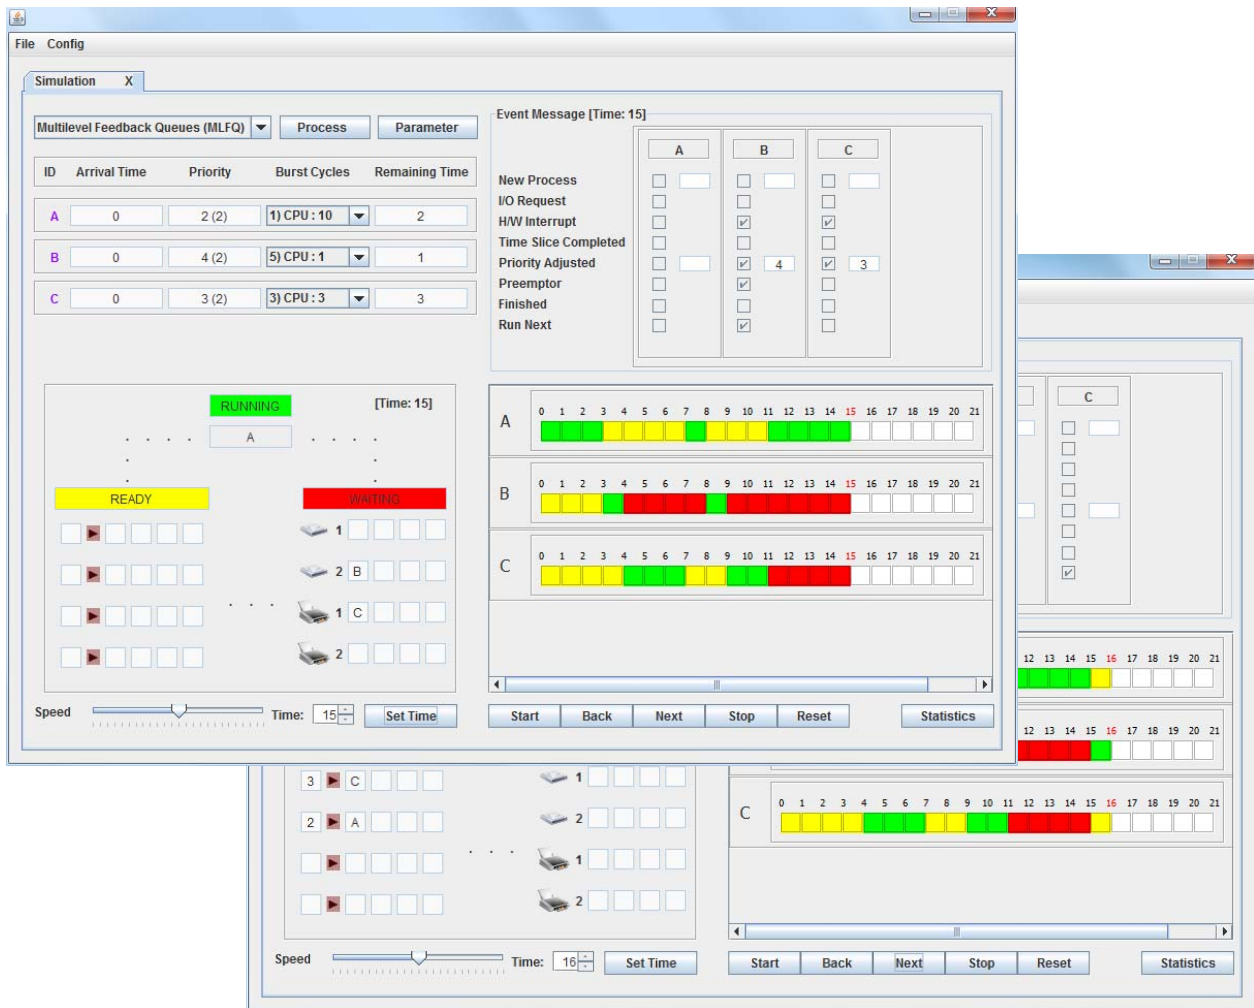 File Config
Simulation X
Multilevel Feedback Queues (MLFQ) Process Parameter
ID Arrival Time Priority Burst Cycles Remaining Time
A 0 2 (2) 1) CPU : 10 2
B 0 4 (2) 5) CPU : 1 1
C 0 3 (2) 3) CPU : 3 3
Event Message [Time: 15]
A B C
New Process
I/O Request
H/W Interrupt
Time Slice Completed
Priority Adjusted 4 3
Preemptor
Finished
Run Next
RUNNING [Time: 15]
A
READY WAITING
1
2 B
1 C
2
A 0 1 2 3 4 5 6 7 8 9 10 11 12 13 14 15 16 17 18 19 20 21
B 0 1 2 3 4 5 6 7 8 9 10 11 12 13 14 15 16 17 18 19 20 21
C 0 1 2 3 4 5 6 7 8 9 10 11 12 13 14 15 16 17 18 19 20 21
Speed Time: 15 Set Time Start Back Next Stop Reset Statistics
C
12 13 14 15 16 17 18 19 20 21
12 13 14 15 16 17 18 19 20 21
3 C 1
2 A 2
1
2
C 0 1 2 3 4 5 6 7 8 9 10 11 12 13 14 15 16 17 18 19 20 21
Speed Time: 16 Set Time Start Back Next Stop Reset Statistics